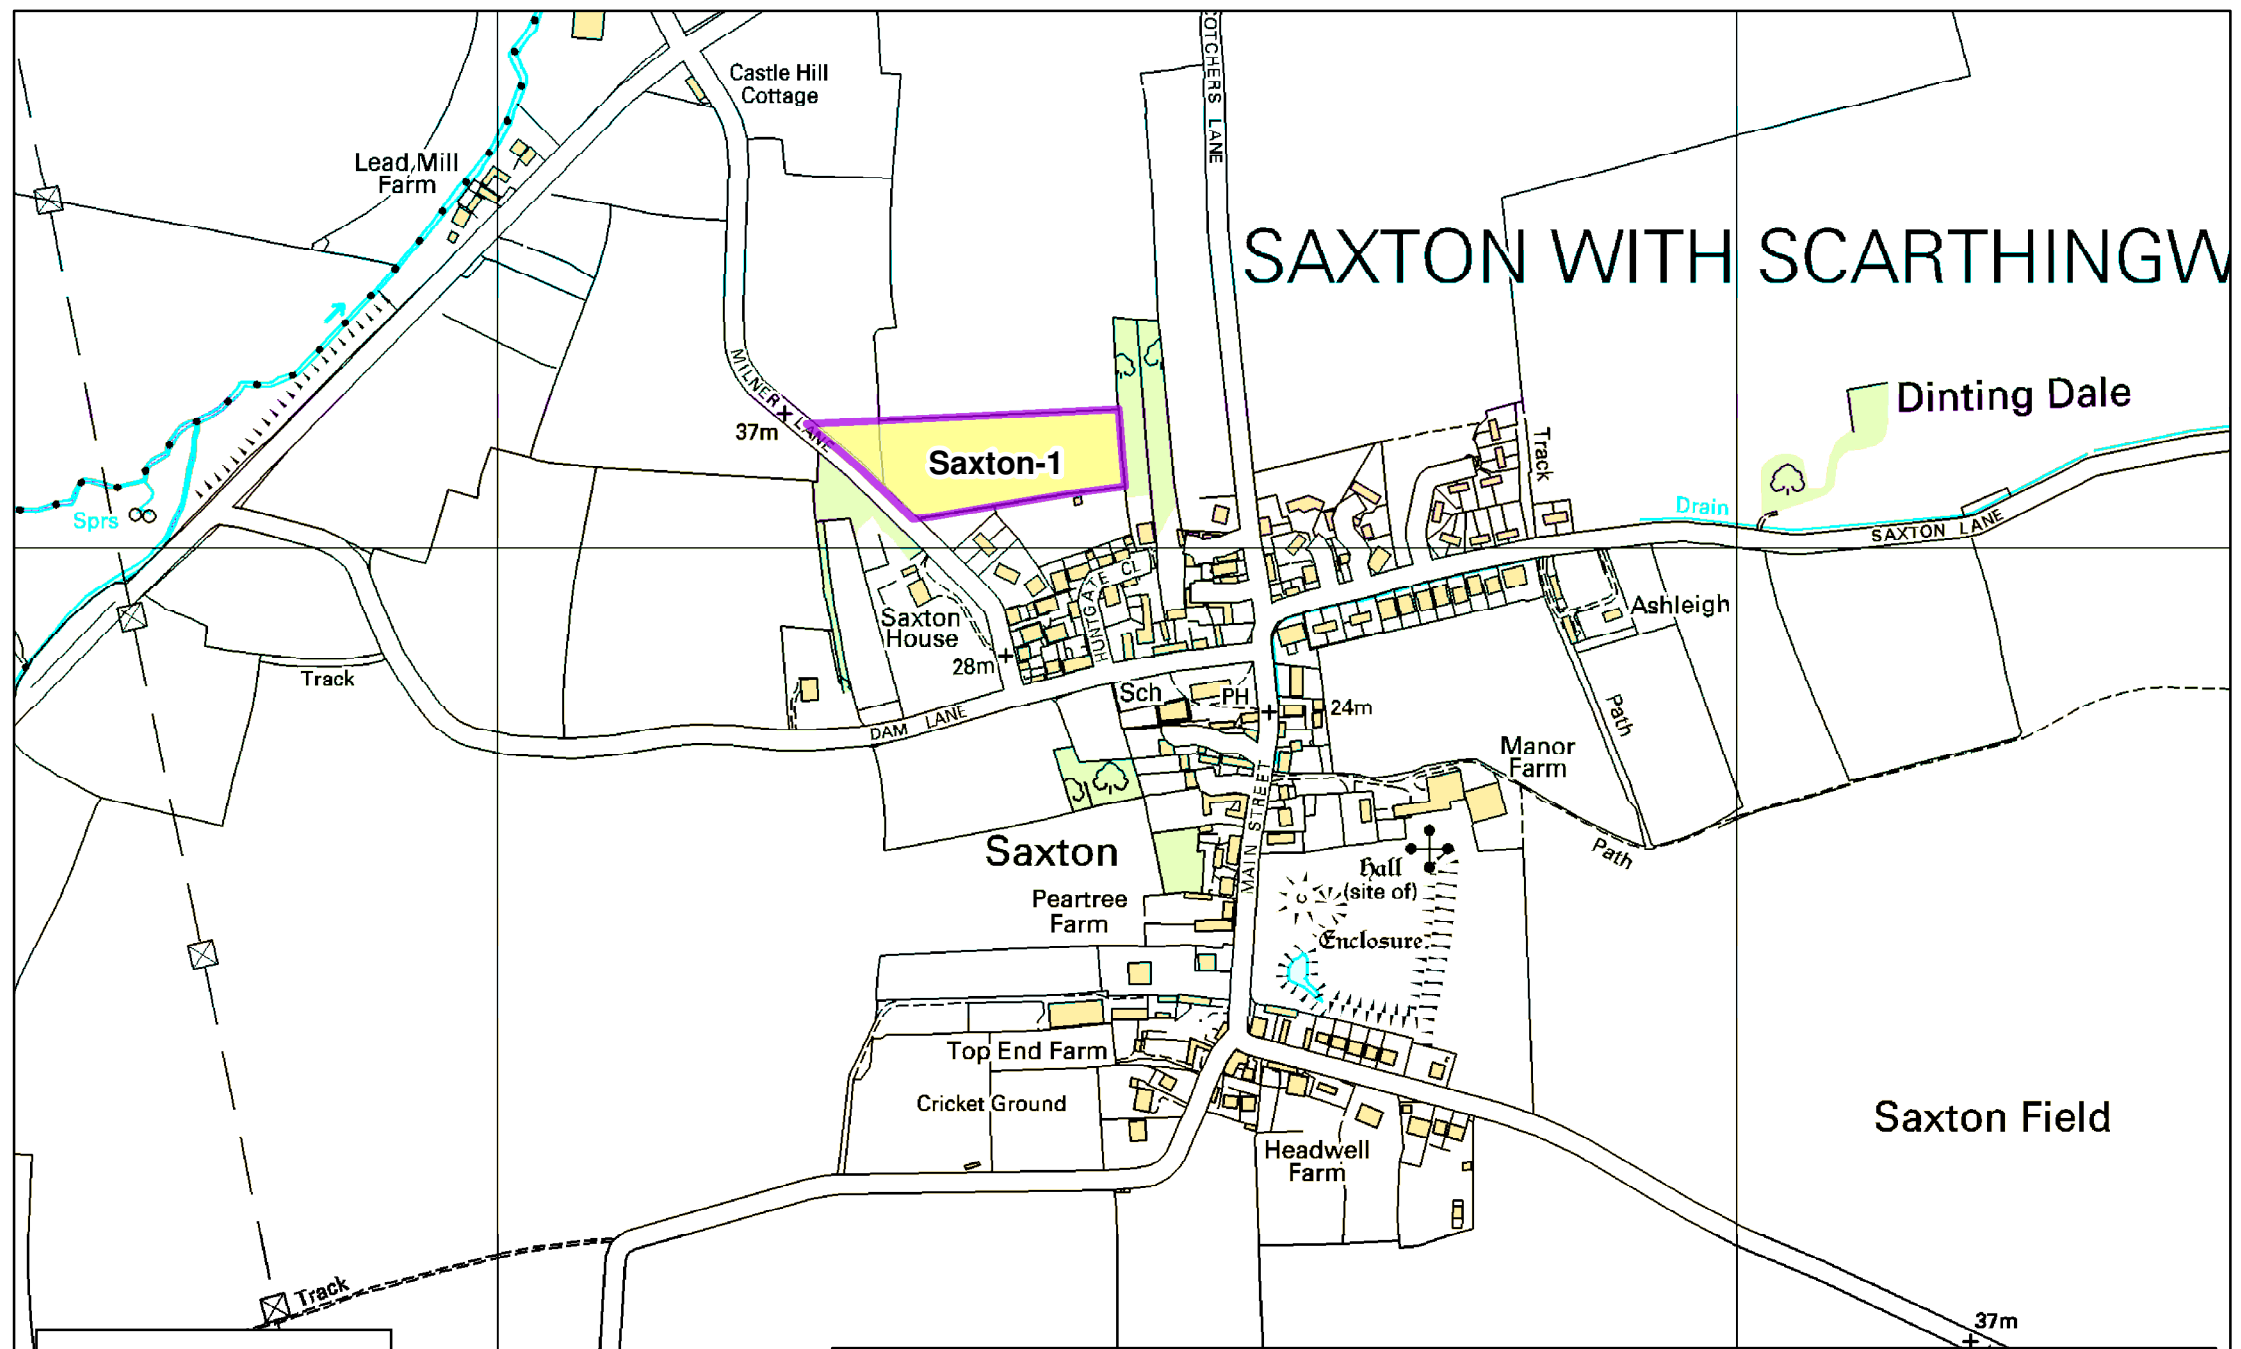 Castle Hill
Cottage
COTCHERS LANE
Lead Mill
Farm
SAXTON WITH SCARTHINGW
MILNER LANE
37m
Saxton-1
Dinting Dale
Track
Sprs
Drain
SAXTON LANE
HUNTGATE CL
Saxton
House
Ashleigh
28m
Track
Sch
PH
24m
DAM LANE
Path
Manor
Farm
MAIN STREET
Saxton
Path
Hall
(site of)
Peartree
Farm
Enclosure
Top End Farm
Cricket Ground
Saxton Field
Headwell
Farm
Track
37m